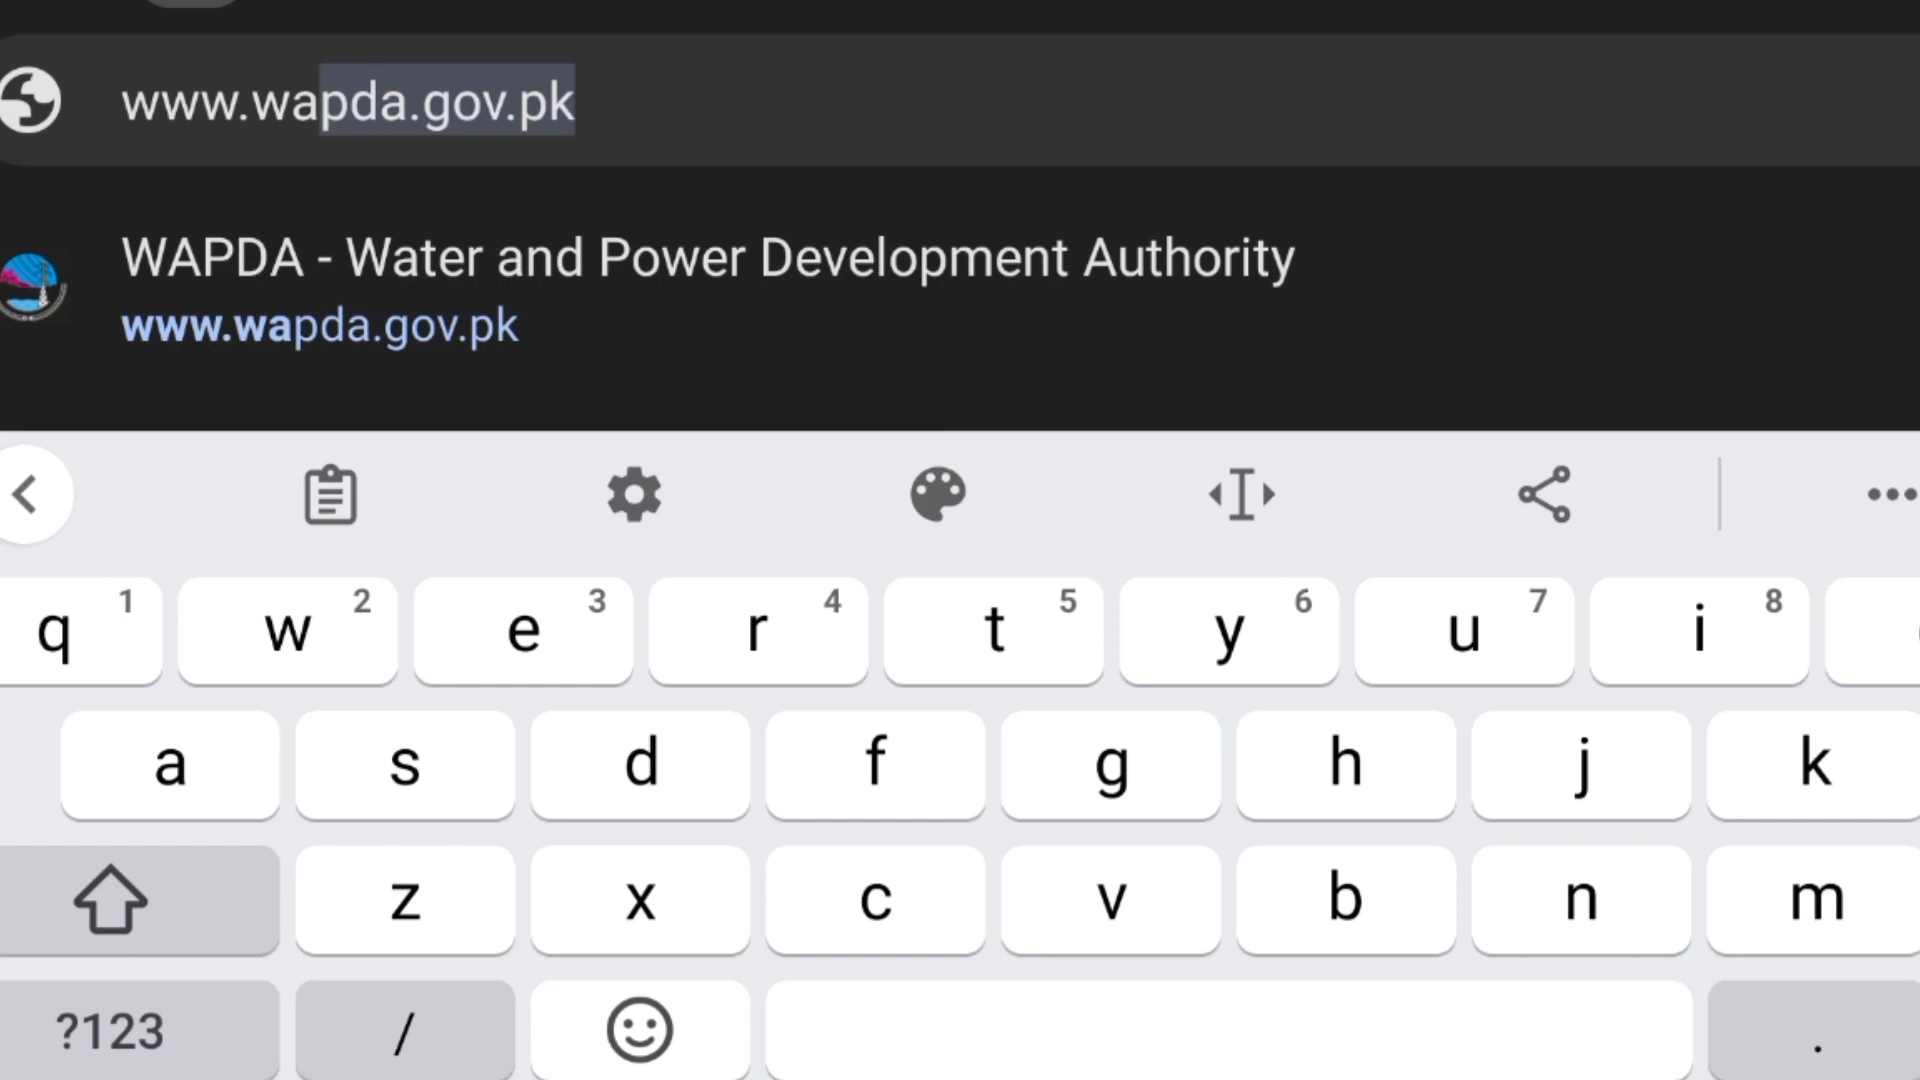 www.wapda.gov.pk
WAPDA - Water and Power Development Authority
www.wapda.gov.pk
q 1 w 2 e 3 r 4 t 5 y 6 u 7 i 8
a s d f g h j k
z x c v b n m
?123 / .